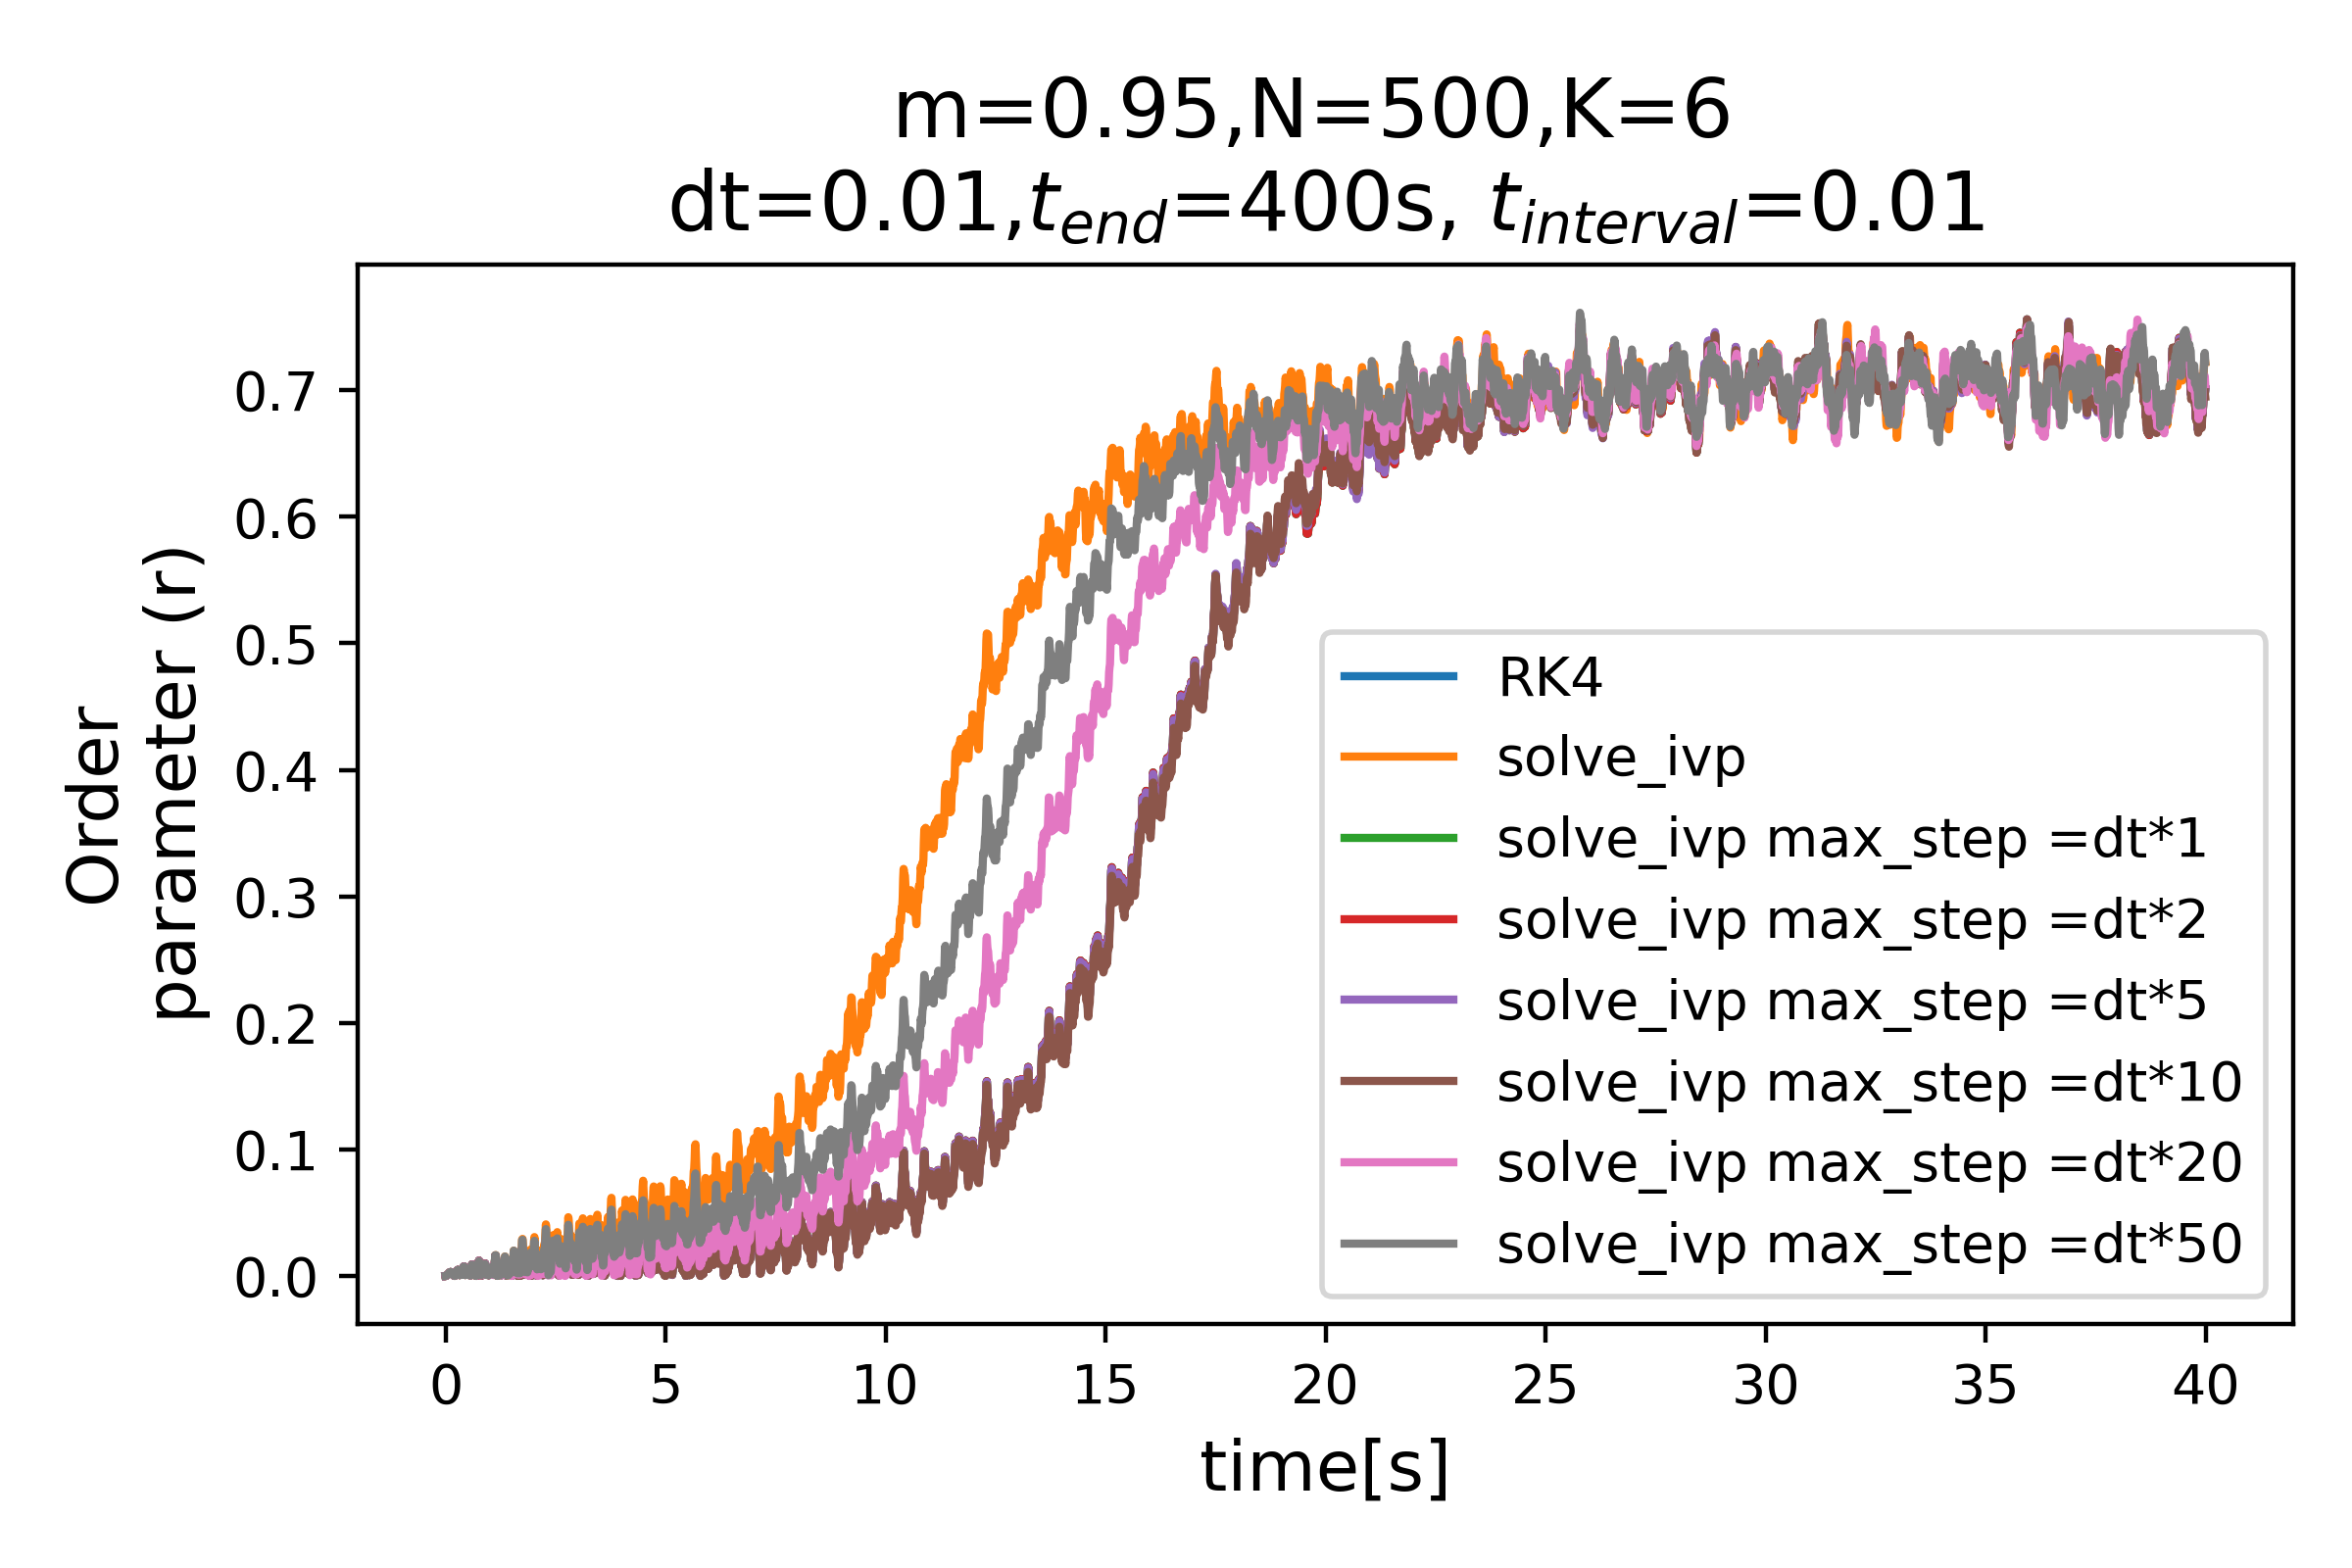 m=0.95,N=500,K=6
dt=0.01,t_end=400s, t_interval=0.01
Order
parameter (r)
0.7
0.6
0.5
0.4
0.3
0.2
0.1
0.0
RK4
solve_ivp
solve_ivp max_step =dt*1
solve_ivp max_step =dt*2
solve_ivp max_step =dt*5
solve_ivp max_step =dt*10
solve_ivp max_step =dt*20
solve_ivp max_step =dt*50
0 5 10 15 20 25 30 35 40
time[s]